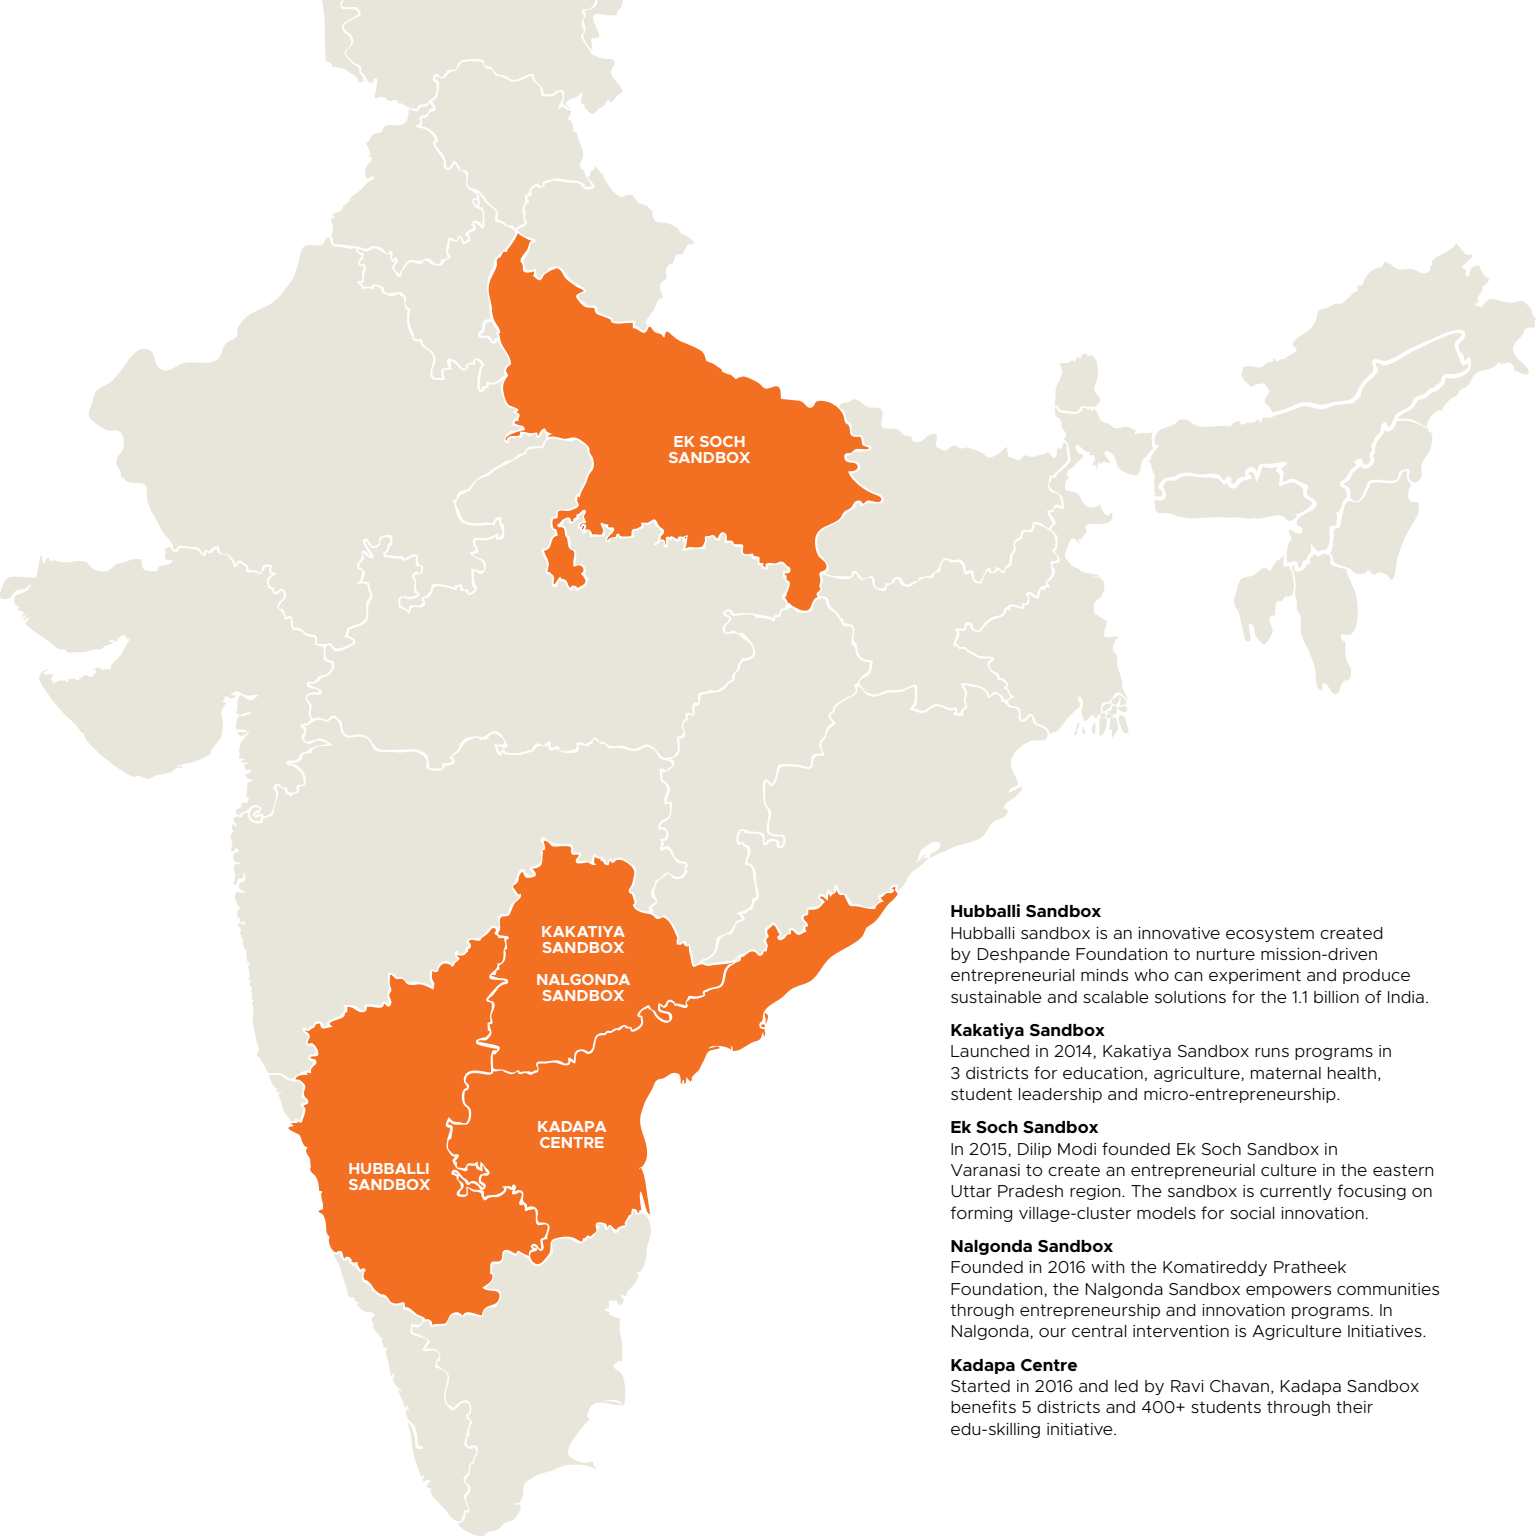 EK SOCH
SANDBOX
KAKATIYA
SANDBOX
NALGONDA
SANDBOX
KADAPA
CENTRE
HUBBALLI
SANDBOX
Hubballi Sandbox
Hubballi sandbox is an innovative ecosystem created
by Deshpande Foundation to nurture mission-driven
entrepreneurial minds who can experiment and produce
sustainable and scalable solutions for the 1.1 billion of India.
Kakatiya Sandbox
Launched in 2014, Kakatiya Sandbox runs programs in
3 districts for education, agriculture, maternal health,
student leadership and micro-entrepreneurship.
Ek Soch Sandbox
In 2015, Dilip Modi founded Ek Soch Sandbox in
Varanasi to create an entrepreneurial culture in the eastern
Uttar Pradesh region. The sandbox is currently focusing on
forming village-cluster models for social innovation.
Nalgonda Sandbox
Founded in 2016 with the Komatireddy Pratheek
Foundation, the Nalgonda Sandbox empowers communities
through entrepreneurship and innovation programs. In
Nalgonda, our central intervention is Agriculture Initiatives.
Kadapa Centre
Started in 2016 and led by Ravi Chavan, Kadapa Sandbox
benefits 5 districts and 400+ students through their
edu-skilling initiative.